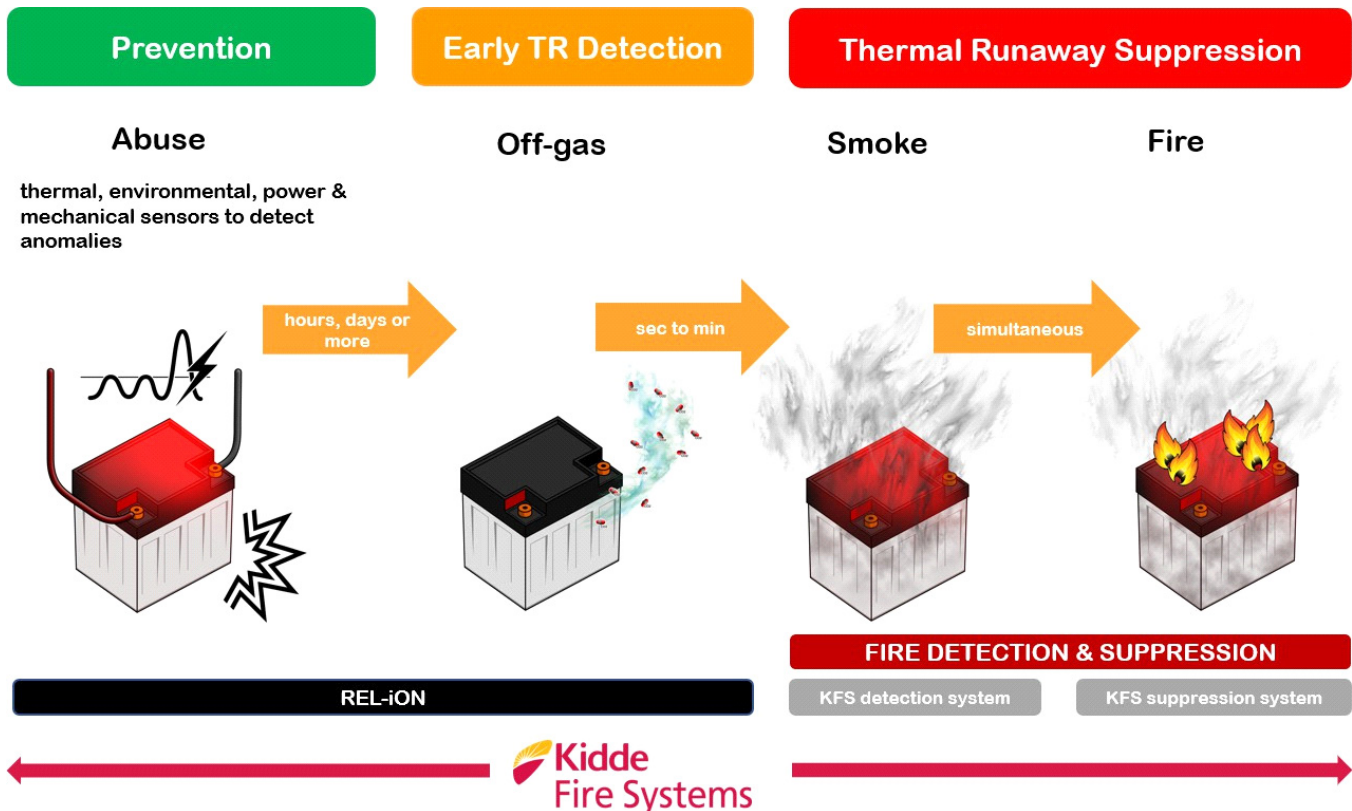 Prevention
Early TR Detection
Thermal Runaway Suppression
Abuse
Off-gas
Smoke
Fire
thermal, environmental, power &
mechanical sensors to detect
anomalies
hours, days or
more
sec to min
simultaneous
FIRE DETECTION & SUPPRESSION
REL-iON
KFS detection system
KFS suppression system
Kidde
Fire Systems